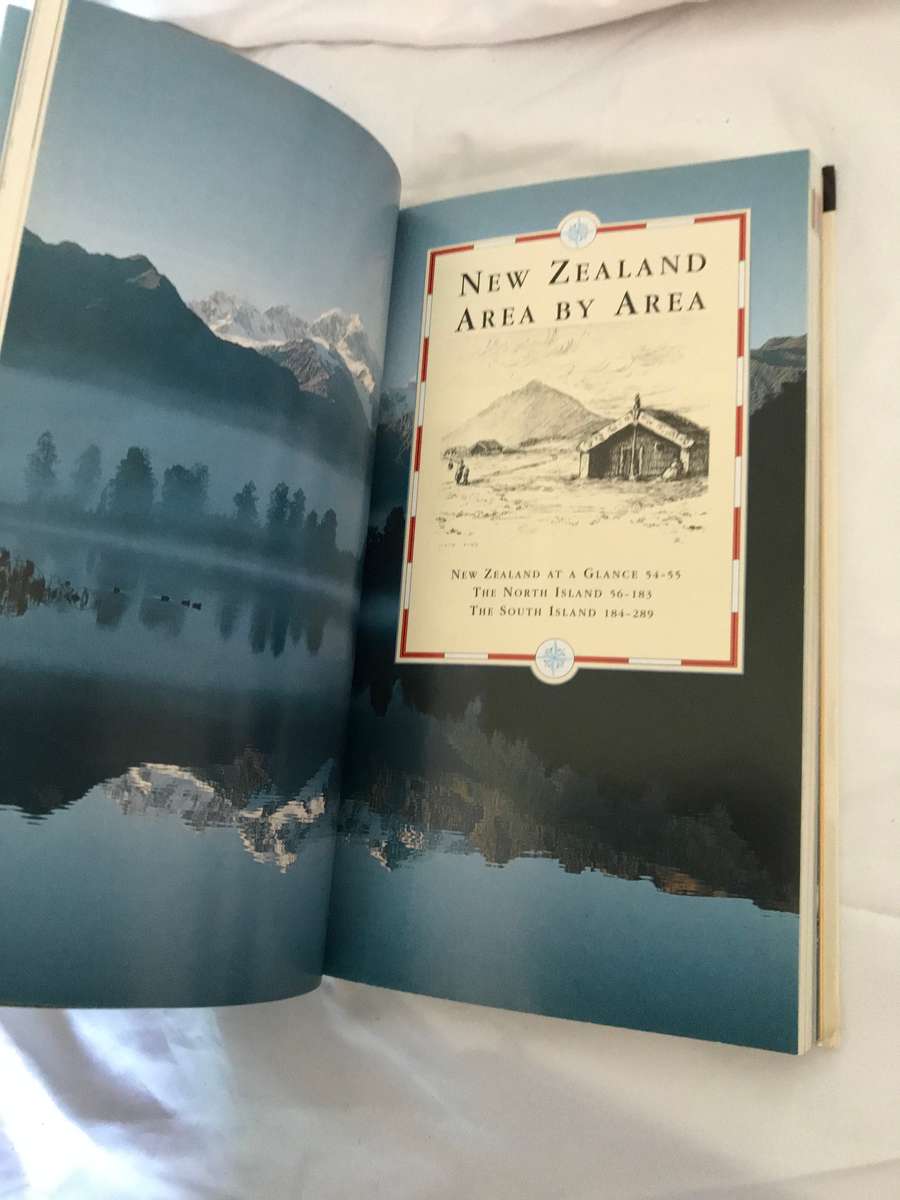 New Zealand
Area by Area
New Zealand at a Glance 54-55
The North Island 56-183
The South Island 184-289